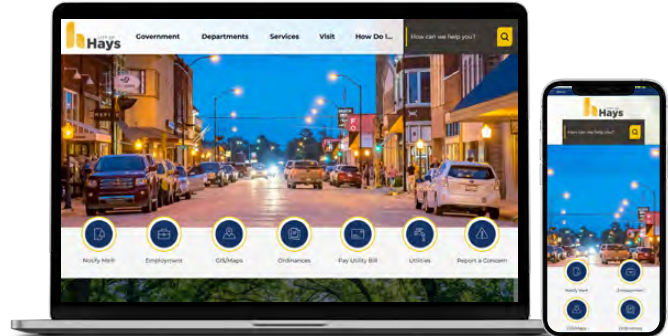 CITY OF
Hays
Government
Departments
Services
Visit
How Do I...
How can we help you?
Notify Me®
Employment
GIS/Maps
Ordinances
Pay Utility Bill
Utilities
Report a Concern
CITY OF
Hays
How can we help you?
Notify Me®
Employment
GIS/Maps
Ordinances